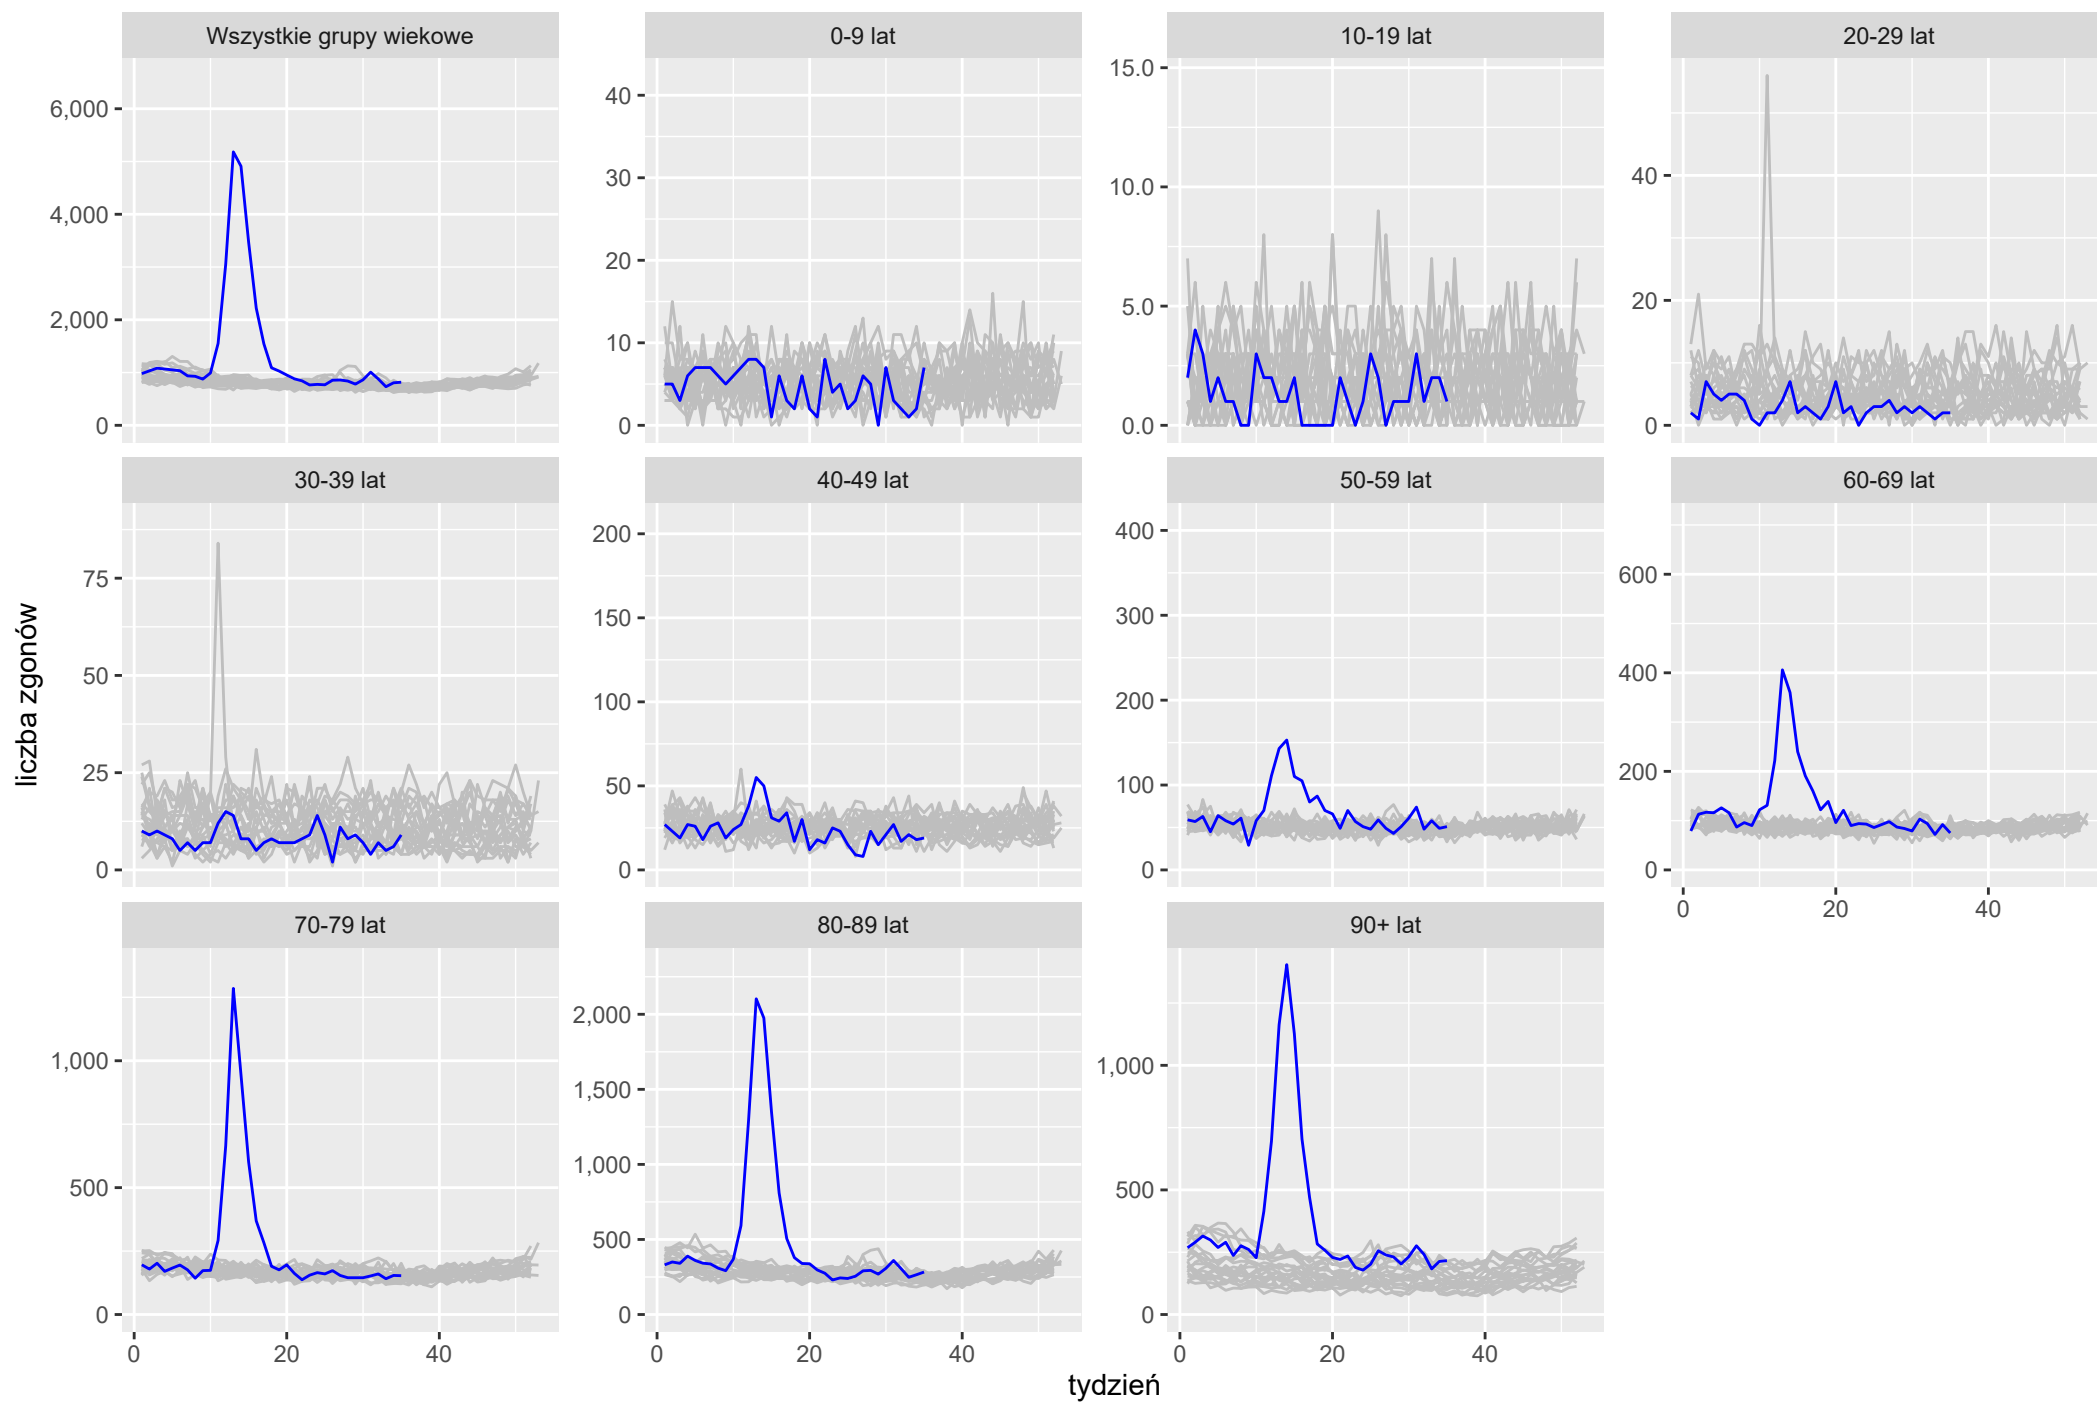 Wszystkie grupy wiekowe
0-9 lat
10-19 lat
20-29 lat
6,000
4,000
2,000
0
40
30
20
10
0
15.0
10.0
5.0
0.0
40
20
0
30-39 lat
40-49 lat
50-59 lat
60-69 lat
75
50
25
0
200
150
100
50
0
400
300
200
100
0
600
400
200
0
0 20 40
liczba zgonów
70-79 lat
80-89 lat
90+ lat
1,000
500
0
2,000
1,500
1,000
500
0
1,000
500
0
0 20 40
0 20 40
0 20 40
tydzień